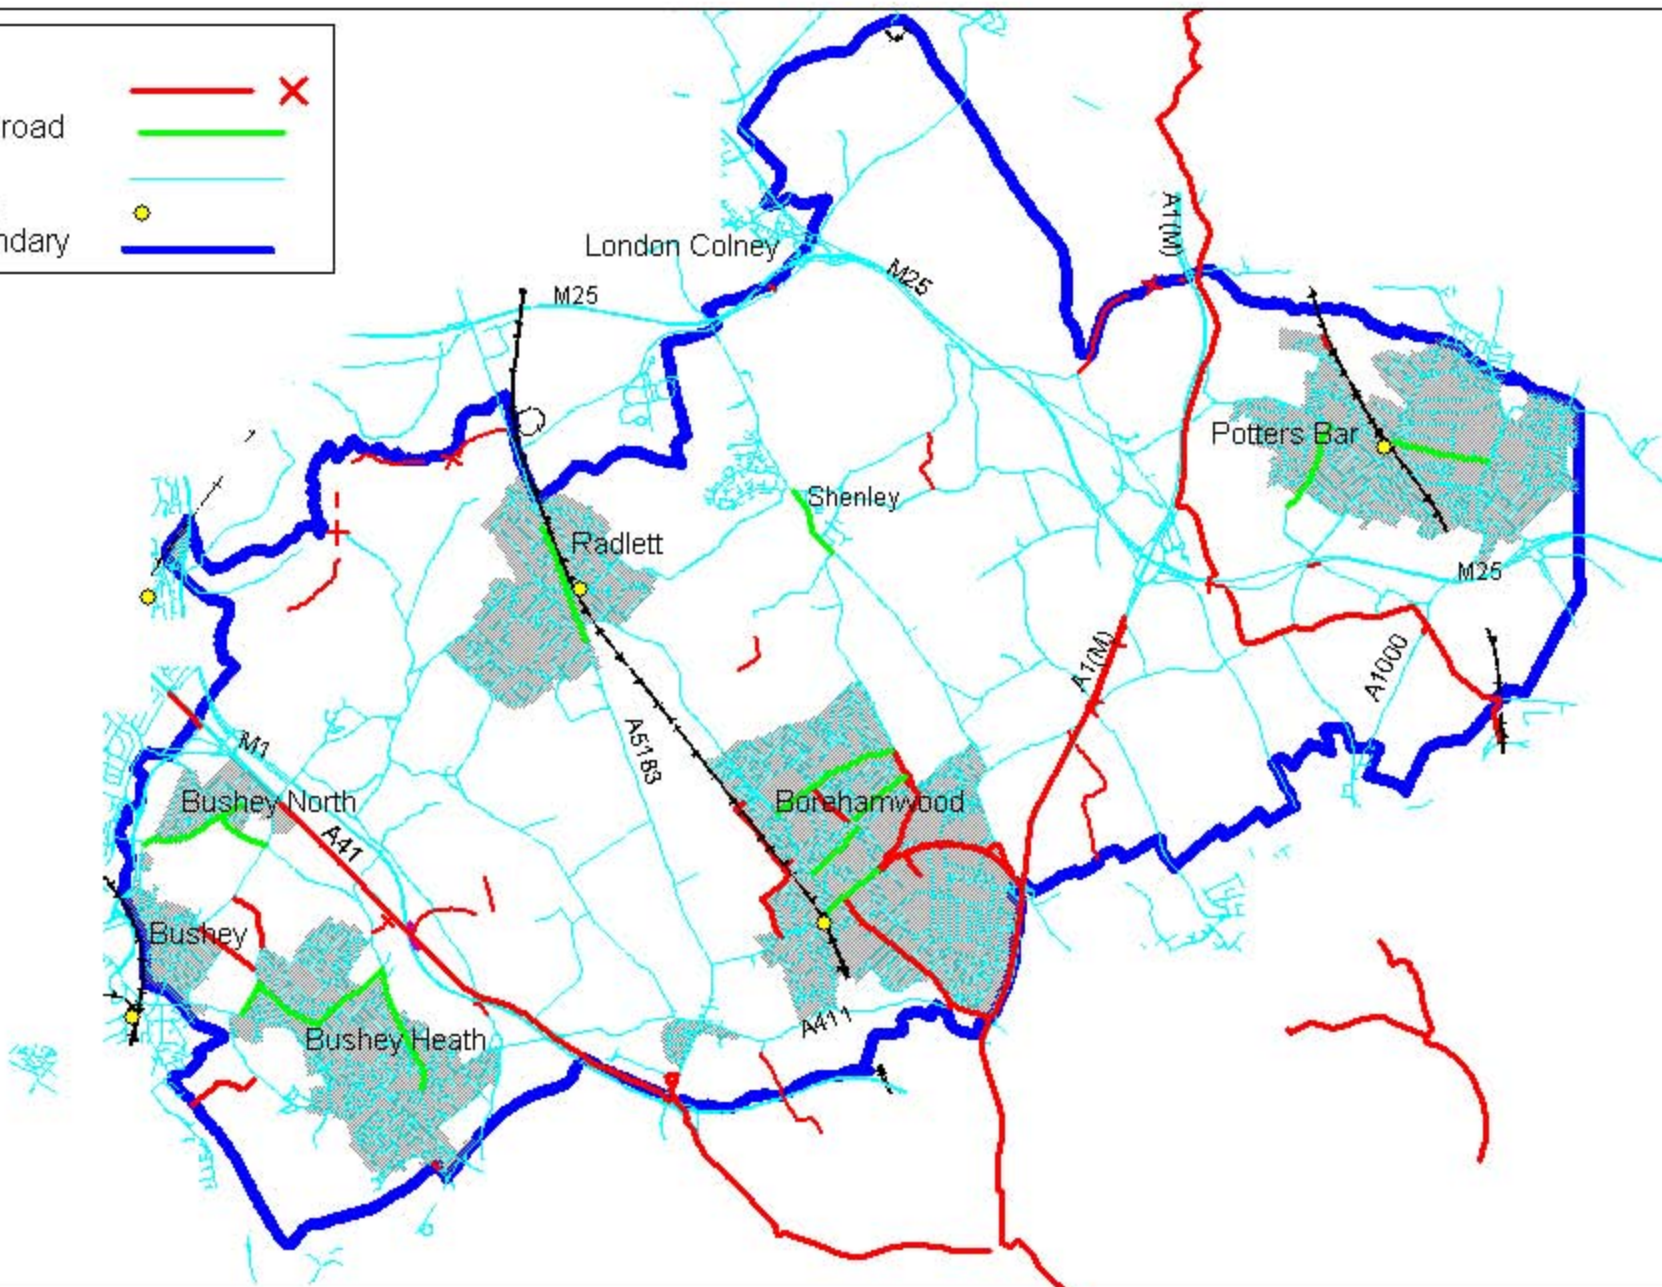 road
ndary
London Colney
A1(M)
M25
M25
Potters Bar
Shenley
Radlett
M25
A1(M)
A1000
A5183
M1
Bushey North
Borehamwood
A41
Bushey
A411
Bushey Heath